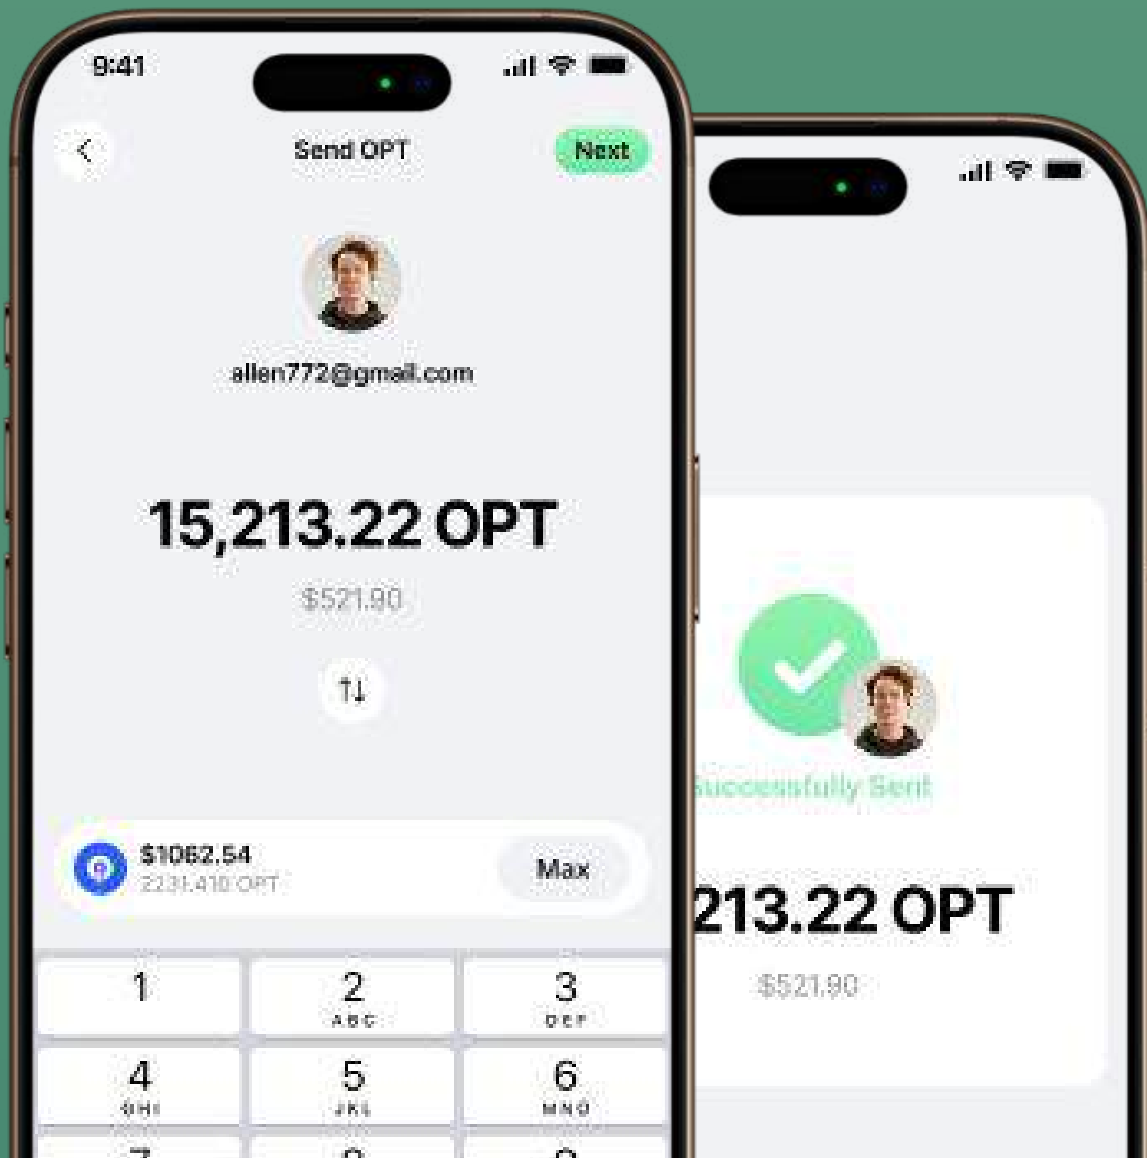 9:41
Send OPT
Next
allen772@gmail.com
15,213.22 OPT
$521.90
$1062.54
2231.410 OPT
Max
1
2
ABC
3
DEF
4
GHI
5
JKL
6
MNO
Successfully Sent
213.22 OPT
$521.90